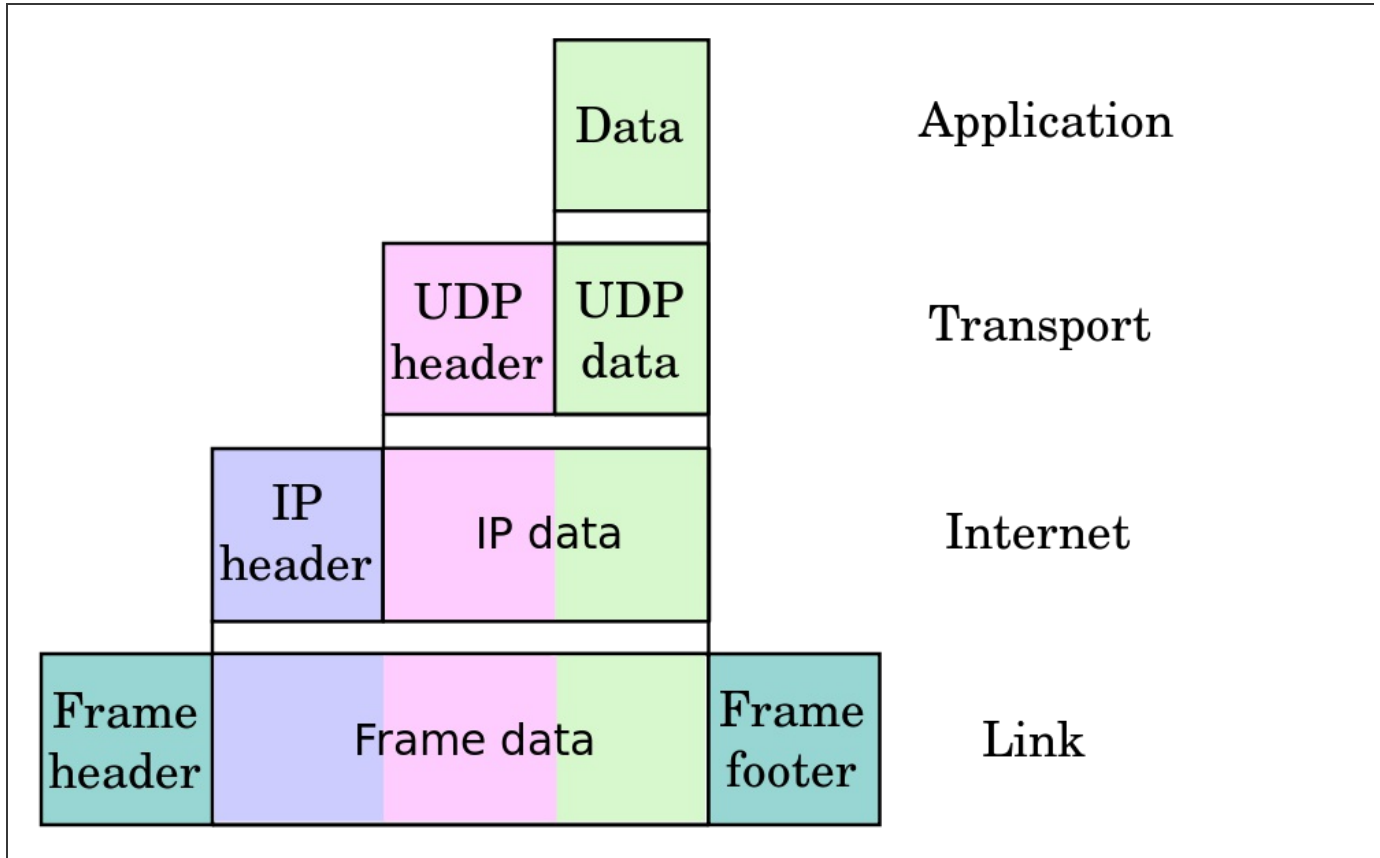 Data
Application
UDP
header
UDP
data
Transport
IP
header
IP data
Internet
Frame
header
Frame data
Frame
footer
Link